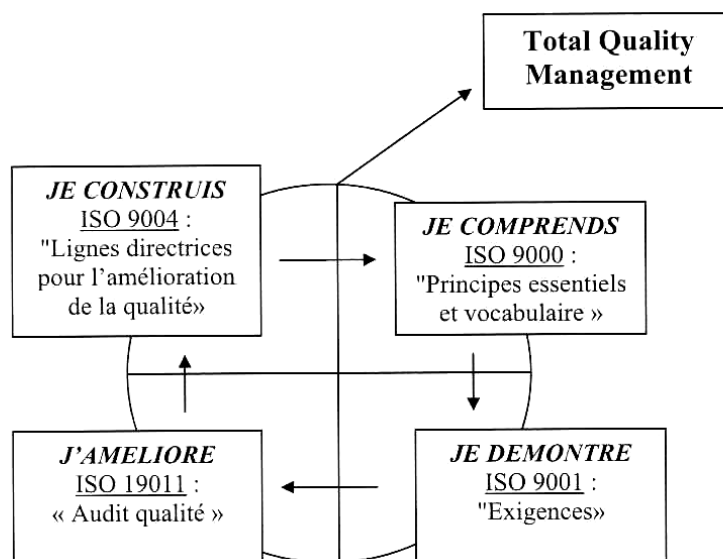 Total Quality
Management
JE CONSTRUIS
ISO 9004 :
"Lignes directrices
pour l’amélioration
de la qualité»
JE COMPRENDS
ISO 9000 :
"Principes essentiels
et vocabulaire »
J’AMELIORE
ISO 19011 :
« Audit qualité »
JE DEMONTRE
ISO 9001 :
"Exigences»